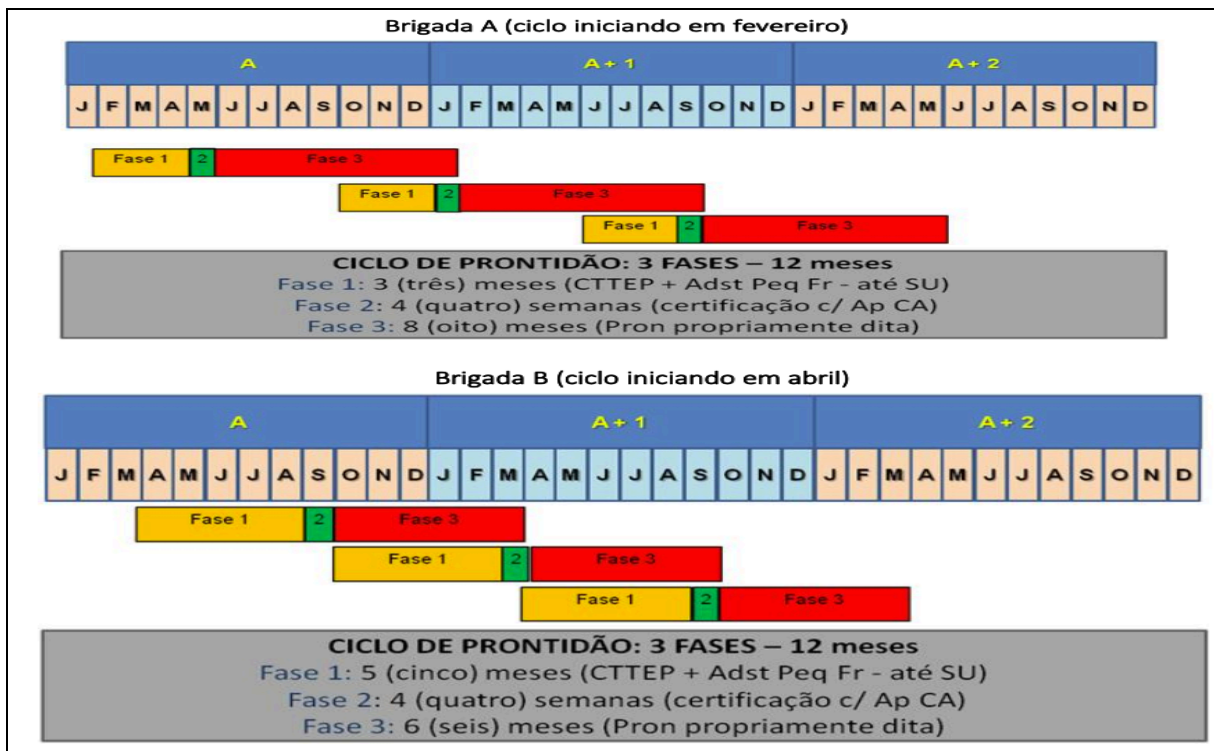 Brigada A (ciclo iniciando em fevereiro)
A A + 1 A + 2
J F M A M J J A S O N D J F M A M J J A S O N D J F M A M J J A S O N D
Fase 1 2 Fase 3
Fase 1 2 Fase 3
Fase 1 2 Fase 3
CICLO DE PRONTIDÃO: 3 FASES – 12 meses
Fase 1: 3 (três) meses (CTTEP + Adst Peq Fr - até SU)
Fase 2: 4 (quatro) semanas (certificação c/ Ap CA)
Fase 3: 8 (oito) meses (Pron propriamente dita)
Brigada B (ciclo iniciando em abril)
A A + 1 A + 2
J F M A M J J A S O N D J F M A M J J A S O N D J F M A M J J A S O N D
Fase 1 2 Fase 3
Fase 1 2 Fase 3
Fase 1 2 Fase 3
CICLO DE PRONTIDÃO: 3 FASES – 12 meses
Fase 1: 5 (cinco) meses (CTTEP + Adst Peq Fr - até SU)
Fase 2: 4 (quatro) semanas (certificação c/ Ap CA)
Fase 3: 6 (seis) meses (Pron propriamente dita)